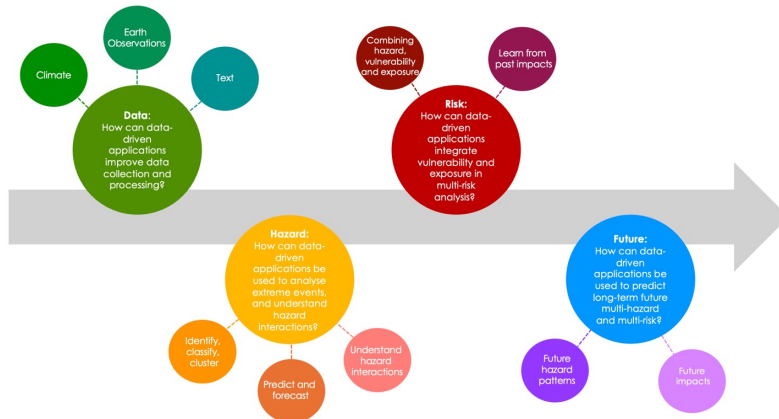 Climate
Earth
Observations
Text
Data:
How can data-
driven
applications
improve data
collection and
processing?
Combining
hazard,
vulnerability
and exposure
Learn from
past impacts
Risk:
How can data-
driven
applications
integrate
vulnerability and
exposure in
multi-risk
analysis?
Hazard:
How can data-
driven
applications be
used to analyse
extreme events,
and understand
hazard
interactions?
Identify,
classify,
cluster
Predict and
forecast
Understand
hazard
interactions
Future:
How can data-
driven
applications be
used to predict
long-term future
multi-hazard
and multi-risk?
Future
hazard
patterns
Future
impacts